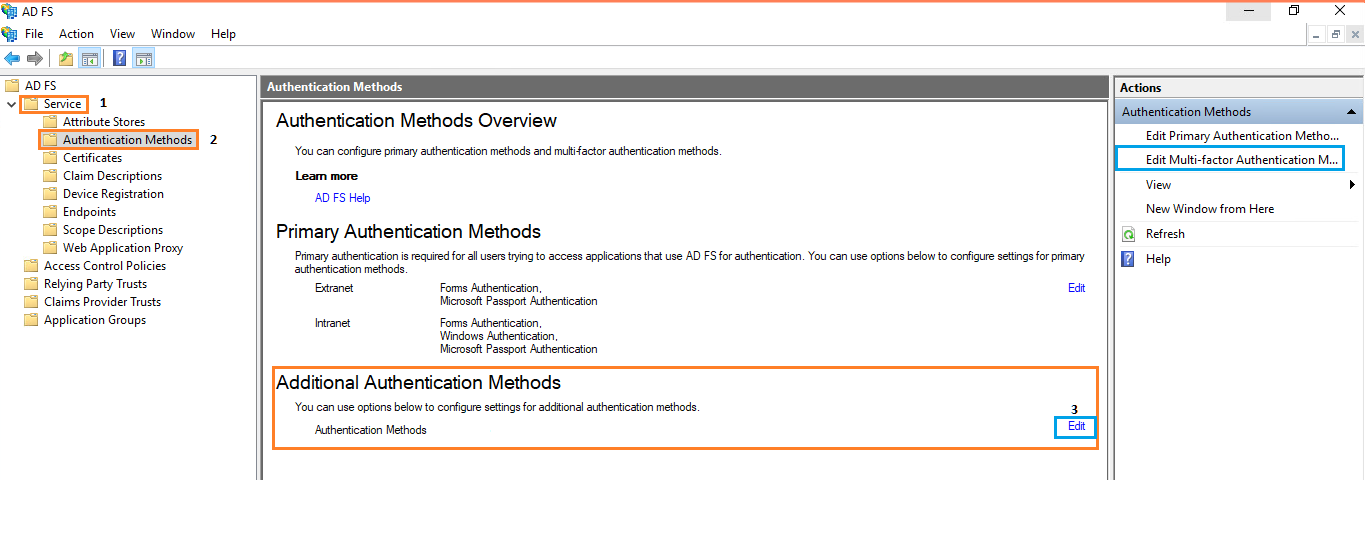 AD FS
File Action View Window Help
AD FS
Service 1
Attribute Stores
Authentication Methods 2
Certificates
Claim Descriptions
Device Registration
Endpoints
Scope Descriptions
Web Application Proxy
Access Control Policies
Relying Party Trusts
Claims Provider Trusts
Application Groups
Authentication Methods
Authentication Methods Overview
You can configure primary authentication methods and multi-factor authentication methods.
Learn more
AD FS Help
Primary Authentication Methods
Primary authentication is required for all users trying to access applications that use AD FS for authentication. You can use options below to configure settings for primary
authentication methods.
Extranet Forms Authentication, Edit
Microsoft Passport Authentication
Intranet Forms Authentication,
Windows Authentication,
Microsoft Passport Authentication
Additional Authentication Methods
You can use options below to configure settings for additional authentication methods.
3
Authentication Methods Edit
Actions
Authentication Methods
Edit Primary Authentication Metho...
Edit Multi-factor Authentication M...
View
New Window from Here
Refresh
Help